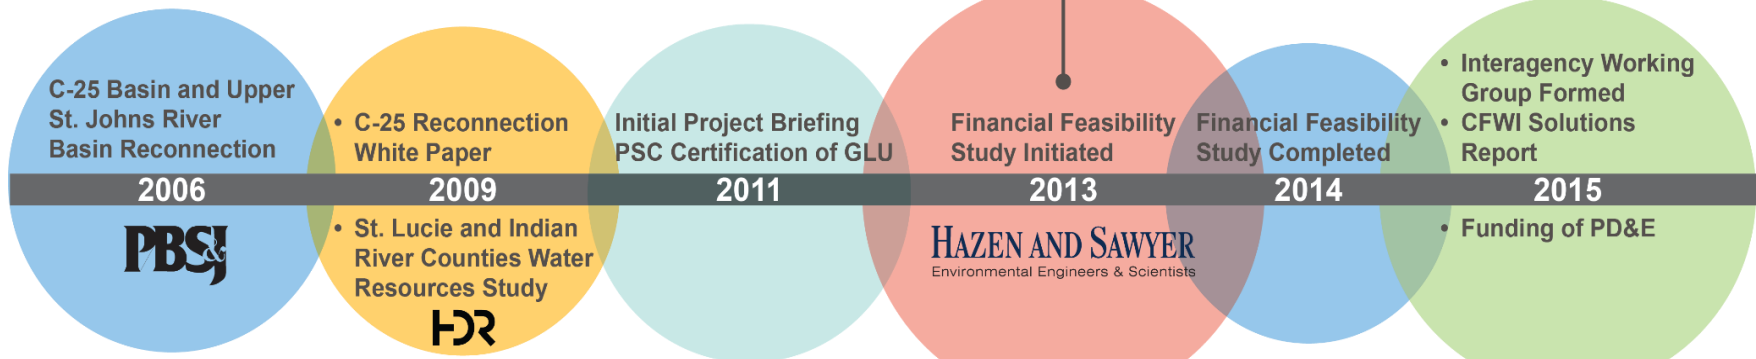 C-25 Basin and Upper
St. Johns River
Basin Reconnection
2006
PBS&J
• C-25 Reconnection
White Paper
2009
• St. Lucie and Indian
River Counties Water
Resources Study
HDR
Initial Project Briefing
PSC Certification of GLU
2011
Financial Feasibility
Study Initiated
2013
HAZEN AND SAWYER
Environmental Engineers & Scientists
Financial Feasibility
Study Completed
2014
• Interagency Working
Group Formed
• CFWI Solutions
Report
2015
• Funding of PD&E